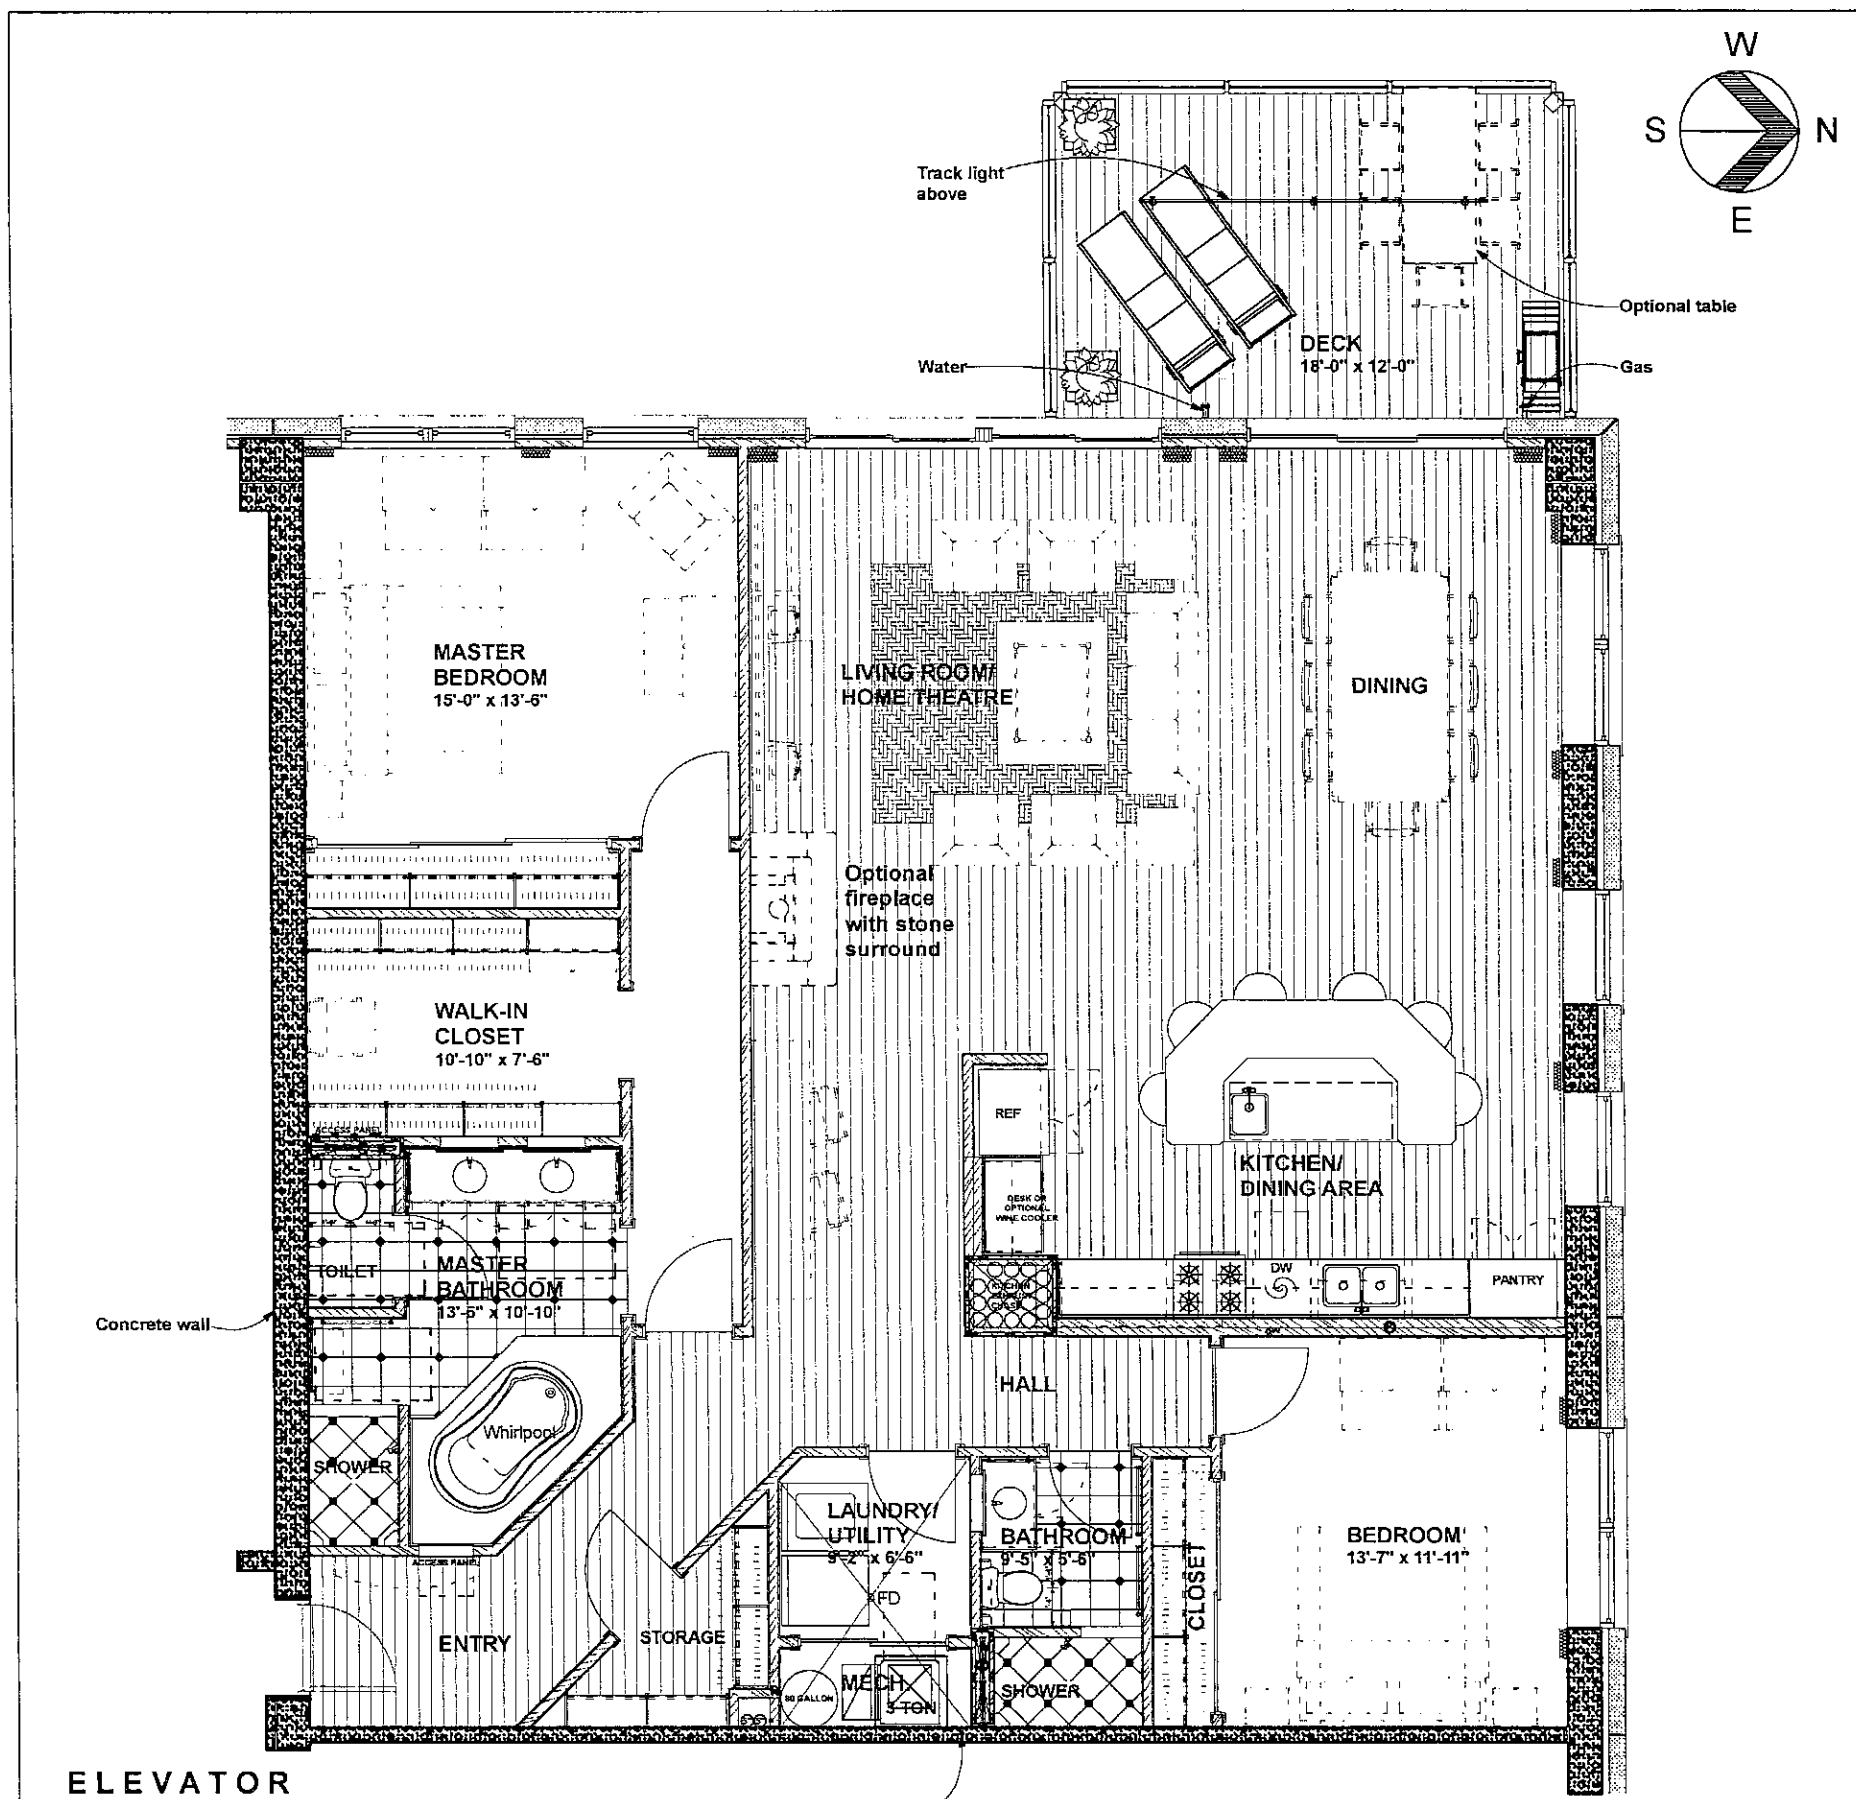 W
S
N
E
Track light
above
Optional table
DECK
18'-0" x 12'-0"
Water
Gas
MASTER
BEDROOM
15'-0" x 13'-6"
LIVING ROOM/
HOME THEATRE
DINING
Optional
fireplace
with stone
surround
WALK-IN
CLOSET
10'-10" x 7'-6"
REF
ACCESS PANEL
KITCHEN/
DINING AREA
DESK OR
OPTIONAL
WINE COOLER
TOILET
MASTER
BATHROOM
13'-5" x 10'-10"
DW
PANTRY
KITCHEN
Concrete wall
HALL
Whirlpool
SHOWER
LAUNDRY/
UTILITY
9'-2" x 6'-6"
BATHROOM
9'-5" x 5'-6"
BEDROOM
13'-7" x 11'-11"
ACCESS PANEL
CLOSET
FD
ENTRY
STORAGE
MECH.
80 GALLON
3 TON
SHOWER
ELEVATOR